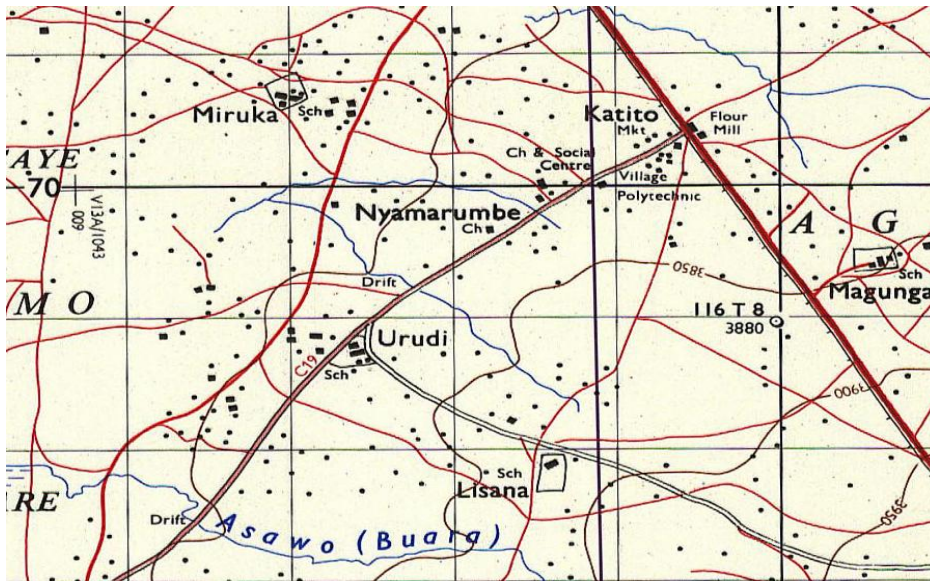 Miruka
Sch
Katito
Mkt
Flour
Mill
AYE
Ch & Social
Centre
70
Village
Polytechnic
V13A/1043
009
Nyamarumbe
Ch
A G
3850
Sch
Magunga
Drift
M O
116 T 8
3880
Urudi
C19
Sch
3900
Sch
Lisana
RE
Drift
Asawo (Buara)
3950